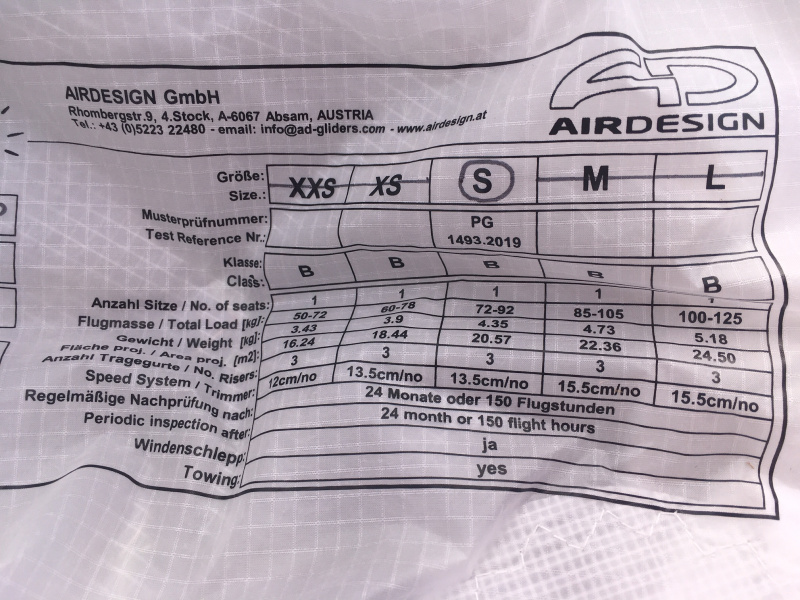 AIRDESIGN GmbH
Rhombergstr.9, 4.Stock, A-6067 Absam, AUSTRIA
Tel.: +43 (0)5223 22480 - email: info@ad-gliders.com - www.airdesign.at
AIRDESIGN
Größe:
Size.: XXS XS S M L
Musterprüfnummer: PG
Test Reference Nr.: 1493.2019
Klasse:
Class: B B B B B
Anzahl Sitze / No. of seats: 1 1 1 1 1
Flugmasse / Total Load [kg]: 50-72 60-78 72-92 85-105 100-125
Gewicht / Weight [kg]: 3.43 3.9 4.35 4.73 5.18
Fläche proj. / Area proj. [m2]: 16.24 18.44 20.57 22.36 24.50
Anzahl Tragegurte / No. Risers: 3 3 3 3 3
Speed System / Trimmer: 12cm/no 13.5cm/no 13.5cm/no 15.5cm/no 15.5cm/no
Regelmäßige Nachprüfung nach: 24 Monate oder 150 Flugstunden
Periodic inspection after: 24 month or 150 flight hours
Windenschlepp: ja
Towing: yes